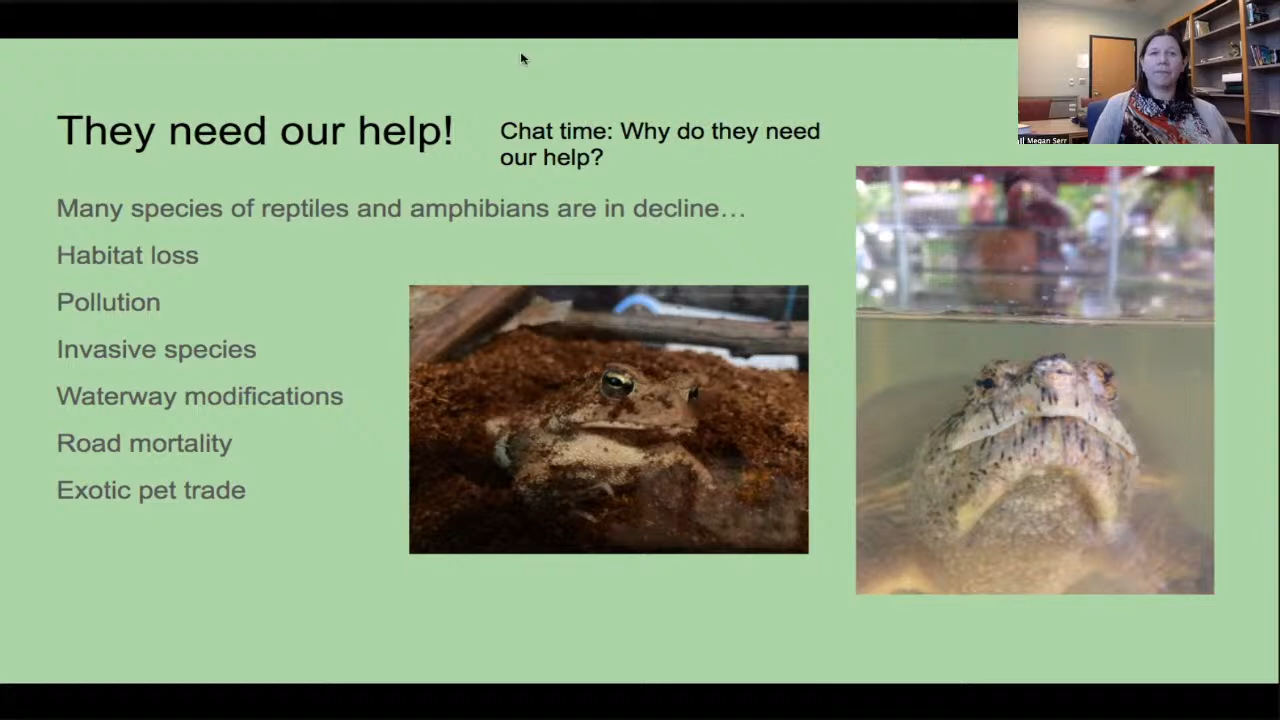 They need our help!
Chat time: Why do they need
our help?
Many species of reptiles and amphibians are in decline…
Habitat loss
Pollution
Invasive species
Waterway modifications
Road mortality
Exotic pet trade
Megan Serr